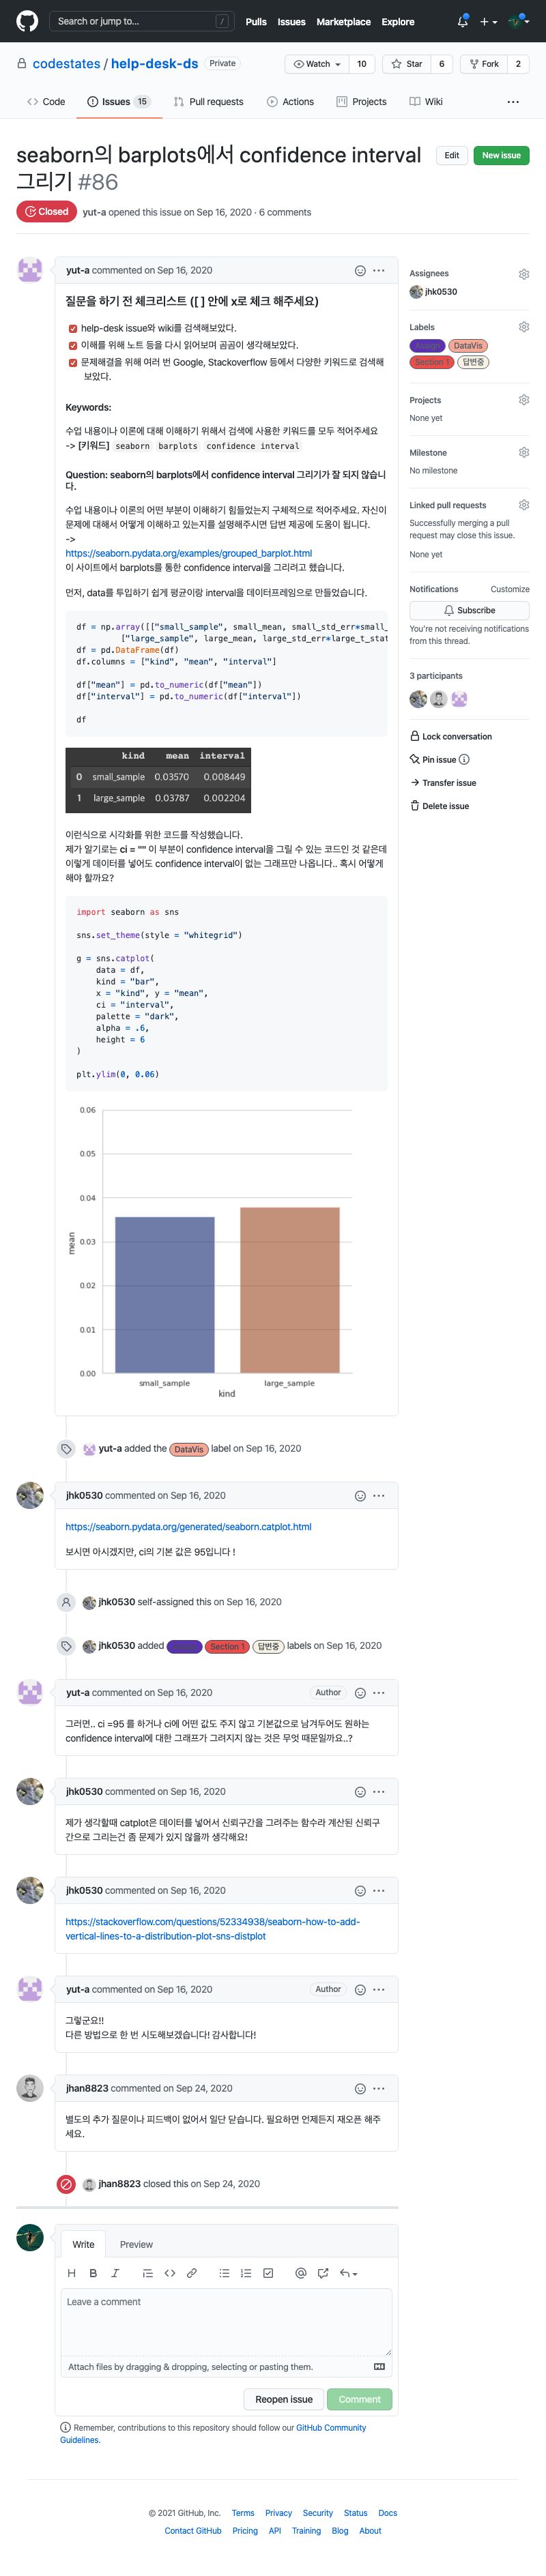 Search or jump to...
/
Pulls Issues Marketplace Explore
codestates / help-desk-ds Private
Watch 10 Star 6 Fork 2
Code Issues 15 Pull requests Actions Projects Wiki
seaborn의 barplots에서 confidence interval
그리기 #86
Edit New issue
Closed yut-a opened this issue on Sep 16, 2020 · 6 comments
yut-a commented on Sep 16, 2020
질문을 하기 전 체크리스트 ([ ] 안에 x로 체크 해주세요)
help-desk issue와 wiki를 검색해보았다.
이해를 위해 노트 등을 다시 읽어보며 곰곰이 생각해보았다.
문제해결을 위해 여러 번 Google, Stackoverflow 등에서 다양한 키워드로 검색해
보았다.
Keywords:
수업 내용이나 이론에 대해 이해하기 위해서 검색에 사용한 키워드를 모두 적어주세요
-> [키워드] seaborn barplots confidence interval
Question: seaborn의 barplots에서 confidence interval 그리기가 잘 되지 않습니
다.
수업 내용이나 이론의 어떤 부분이 이해하기 힘들었는지 구체적으로 적어주세요. 자신이
문제에 대해서 어떻게 이해하고 있는지를 설명해주시면 답변 제공에 도움이 됩니다.
->
https://seaborn.pydata.org/examples/grouped_barplot.html
이 사이트에서 barplots를 통한 confidence interval을 그리려고 했습니다.
먼저, data를 투입하기 쉽게 평균이랑 interval을 데이터프레임으로 만들었습니다.
df = np.array([["small_sample", small_mean, small_std_err*small_
["large_sample", large_mean, large_std_err*large_t_stat
df = pd.DataFrame(df)
df.columns = ["kind", "mean", "interval"]
df["mean"] = pd.to_numeric(df["mean"])
df["interval"] = pd.to_numeric(df["interval"])
df
kind mean interval
0 small_sample 0.03570 0.008449
1 large_sample 0.03787 0.002204
이런식으로 시각화를 위한 코드를 작성했습니다.
제가 알기로는 ci = "" 이 부분이 confidence interval을 그릴 수 있는 코드인 것 같은데
이렇게 데이터를 넣어도 confidence interval이 없는 그래프만 나옵니다.. 혹시 어떻게
해야 할까요?
import seaborn as sns
sns.set_theme(style = "whitegrid")
g = sns.catplot(
data = df,
kind = "bar",
x = "kind", y = "mean",
ci = "interval",
palette = "dark",
alpha = .6,
height = 6
)
plt.ylim(0, 0.06)
0.06
0.05
0.04
0.03
0.02
0.01
0.00
mean
small_sample large_sample
kind
yut-a added the DataVis label on Sep 16, 2020
jhk0530 commented on Sep 16, 2020
https://seaborn.pydata.org/generated/seaborn.catplot.html
보시면 아시겠지만, ci의 기본 값은 95입니다 !
jhk0530 self-assigned this on Sep 16, 2020
jhk0530 added Section 1 답변중 labels on Sep 16, 2020
yut-a commented on Sep 16, 2020 Author
그러면.. ci =95 를 하거나 ci에 어떤 값도 주지 않고 기본값으로 남겨두어도 원하는
confidence interval에 대한 그래프가 그려지지 않는 것은 무엇 때문일까요..?
jhk0530 commented on Sep 16, 2020
제가 생각할때 catplot은 데이터를 넣어서 신뢰구간을 그려주는 함수라 계산된 신뢰구
간으로 그리는건 좀 문제가 있지 않을까 생각해요!
jhk0530 commented on Sep 16, 2020
https://stackoverflow.com/questions/52334938/seaborn-how-to-add-
vertical-lines-to-a-distribution-plot-sns-distplot
yut-a commented on Sep 16, 2020 Author
그렇군요!!
다른 방법으로 한 번 시도해보겠습니다! 감사합니다!
jhan8823 commented on Sep 24, 2020
별도의 추가 질문이나 피드백이 없어서 일단 닫습니다. 필요하면 언제든지 재오픈 해주
세요.
jhan8823 closed this on Sep 24, 2020
Write Preview
Leave a comment
Attach files by dragging & dropping, selecting or pasting them.
Reopen issue Comment
Remember, contributions to this repository should follow our GitHub Community
Guidelines.
Assignees
jhk0530
Labels
DataVis
Section 1 답변중
Projects
None yet
Milestone
No milestone
Linked pull requests
Successfully merging a pull
request may close this issue.
None yet
Notifications Customize
Subscribe
You're not receiving notifications
from this thread.
3 participants
Lock conversation
Pin issue
Transfer issue
Delete issue
© 2021 GitHub, Inc. Terms Privacy Security Status Docs
Contact GitHub Pricing API Training Blog About